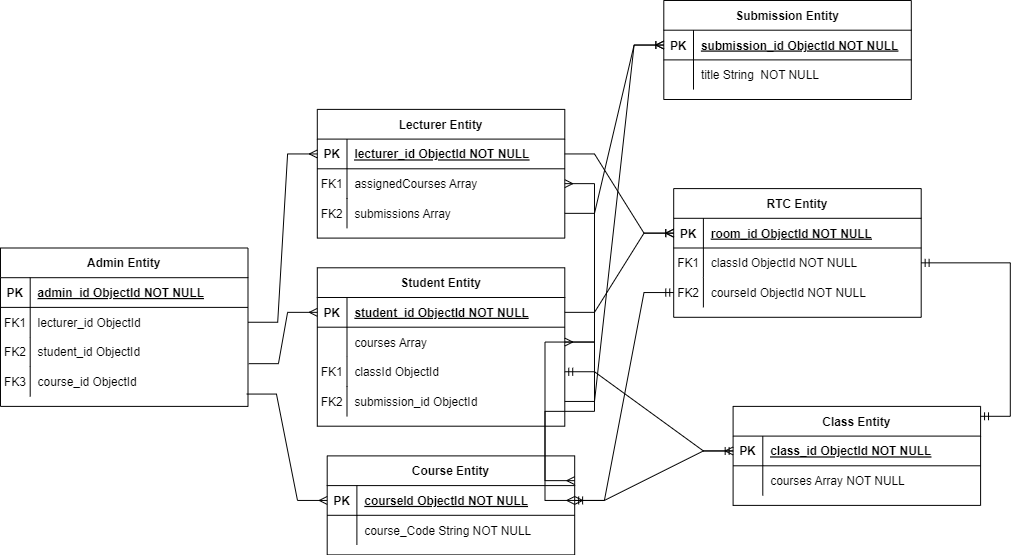 Submission Entity
PK submission_id ObjectId NOT NULL
title String NOT NULL
Lecturer Entity
PK lecturer_id ObjectId NOT NULL
FK1 assignedCourses Array
FK2 submissions Array
RTC Entity
PK room_id ObjectId NOT NULL
FK1 classId ObjectId NOT NULL
FK2 courseId ObjectId NOT NULL
Admin Entity
PK admin_id ObjectId NOT NULL
FK1 lecturer_id ObjectId
FK2 student_id ObjectId
FK3 course_id ObjectId
Student Entity
PK student_id ObjectId NOT NULL
courses Array
FK1 classId ObjectId
FK2 submission_id ObjectId
Class Entity
PK class_id ObjectId NOT NULL
courses Array NOT NULL
Course Entity
PK courseId ObjectId NOT NULL
course_Code String NOT NULL